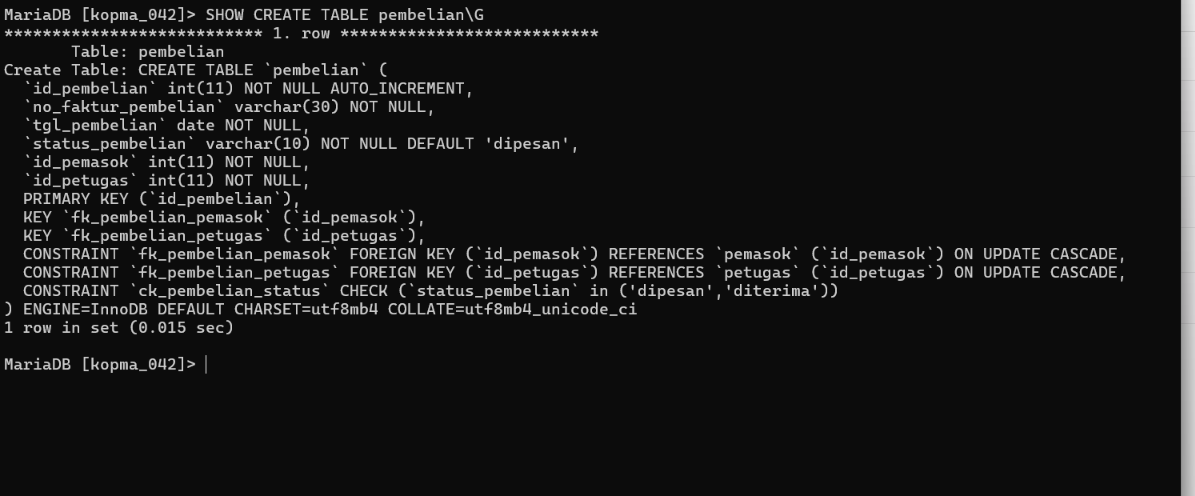 MariaDB [kopma_042]> SHOW CREATE TABLE pembelian\G
*************************** 1. row ***************************
       Table: pembelian
Create Table: CREATE TABLE `pembelian` (
  `id_pembelian` int(11) NOT NULL AUTO_INCREMENT,
  `no_faktur_pembelian` varchar(30) NOT NULL,
  `tgl_pembelian` date NOT NULL,
  `status_pembelian` varchar(10) NOT NULL DEFAULT 'dipesan',
  `id_pemasok` int(11) NOT NULL,
  `id_petugas` int(11) NOT NULL,
  PRIMARY KEY (`id_pembelian`),
  KEY `fk_pembelian_pemasok` (`id_pemasok`),
  KEY `fk_pembelian_petugas` (`id_petugas`),
  CONSTRAINT `fk_pembelian_pemasok` FOREIGN KEY (`id_pemasok`) REFERENCES `pemasok` (`id_pemasok`) ON UPDATE CASCADE,
  CONSTRAINT `fk_pembelian_petugas` FOREIGN KEY (`id_petugas`) REFERENCES `petugas` (`id_petugas`) ON UPDATE CASCADE,
  CONSTRAINT `ck_pembelian_status` CHECK (`status_pembelian` in ('dipesan','diterima'))
) ENGINE=InnoDB DEFAULT CHARSET=utf8mb4 COLLATE=utf8mb4_unicode_ci
1 row in set (0.015 sec)

MariaDB [kopma_042]>